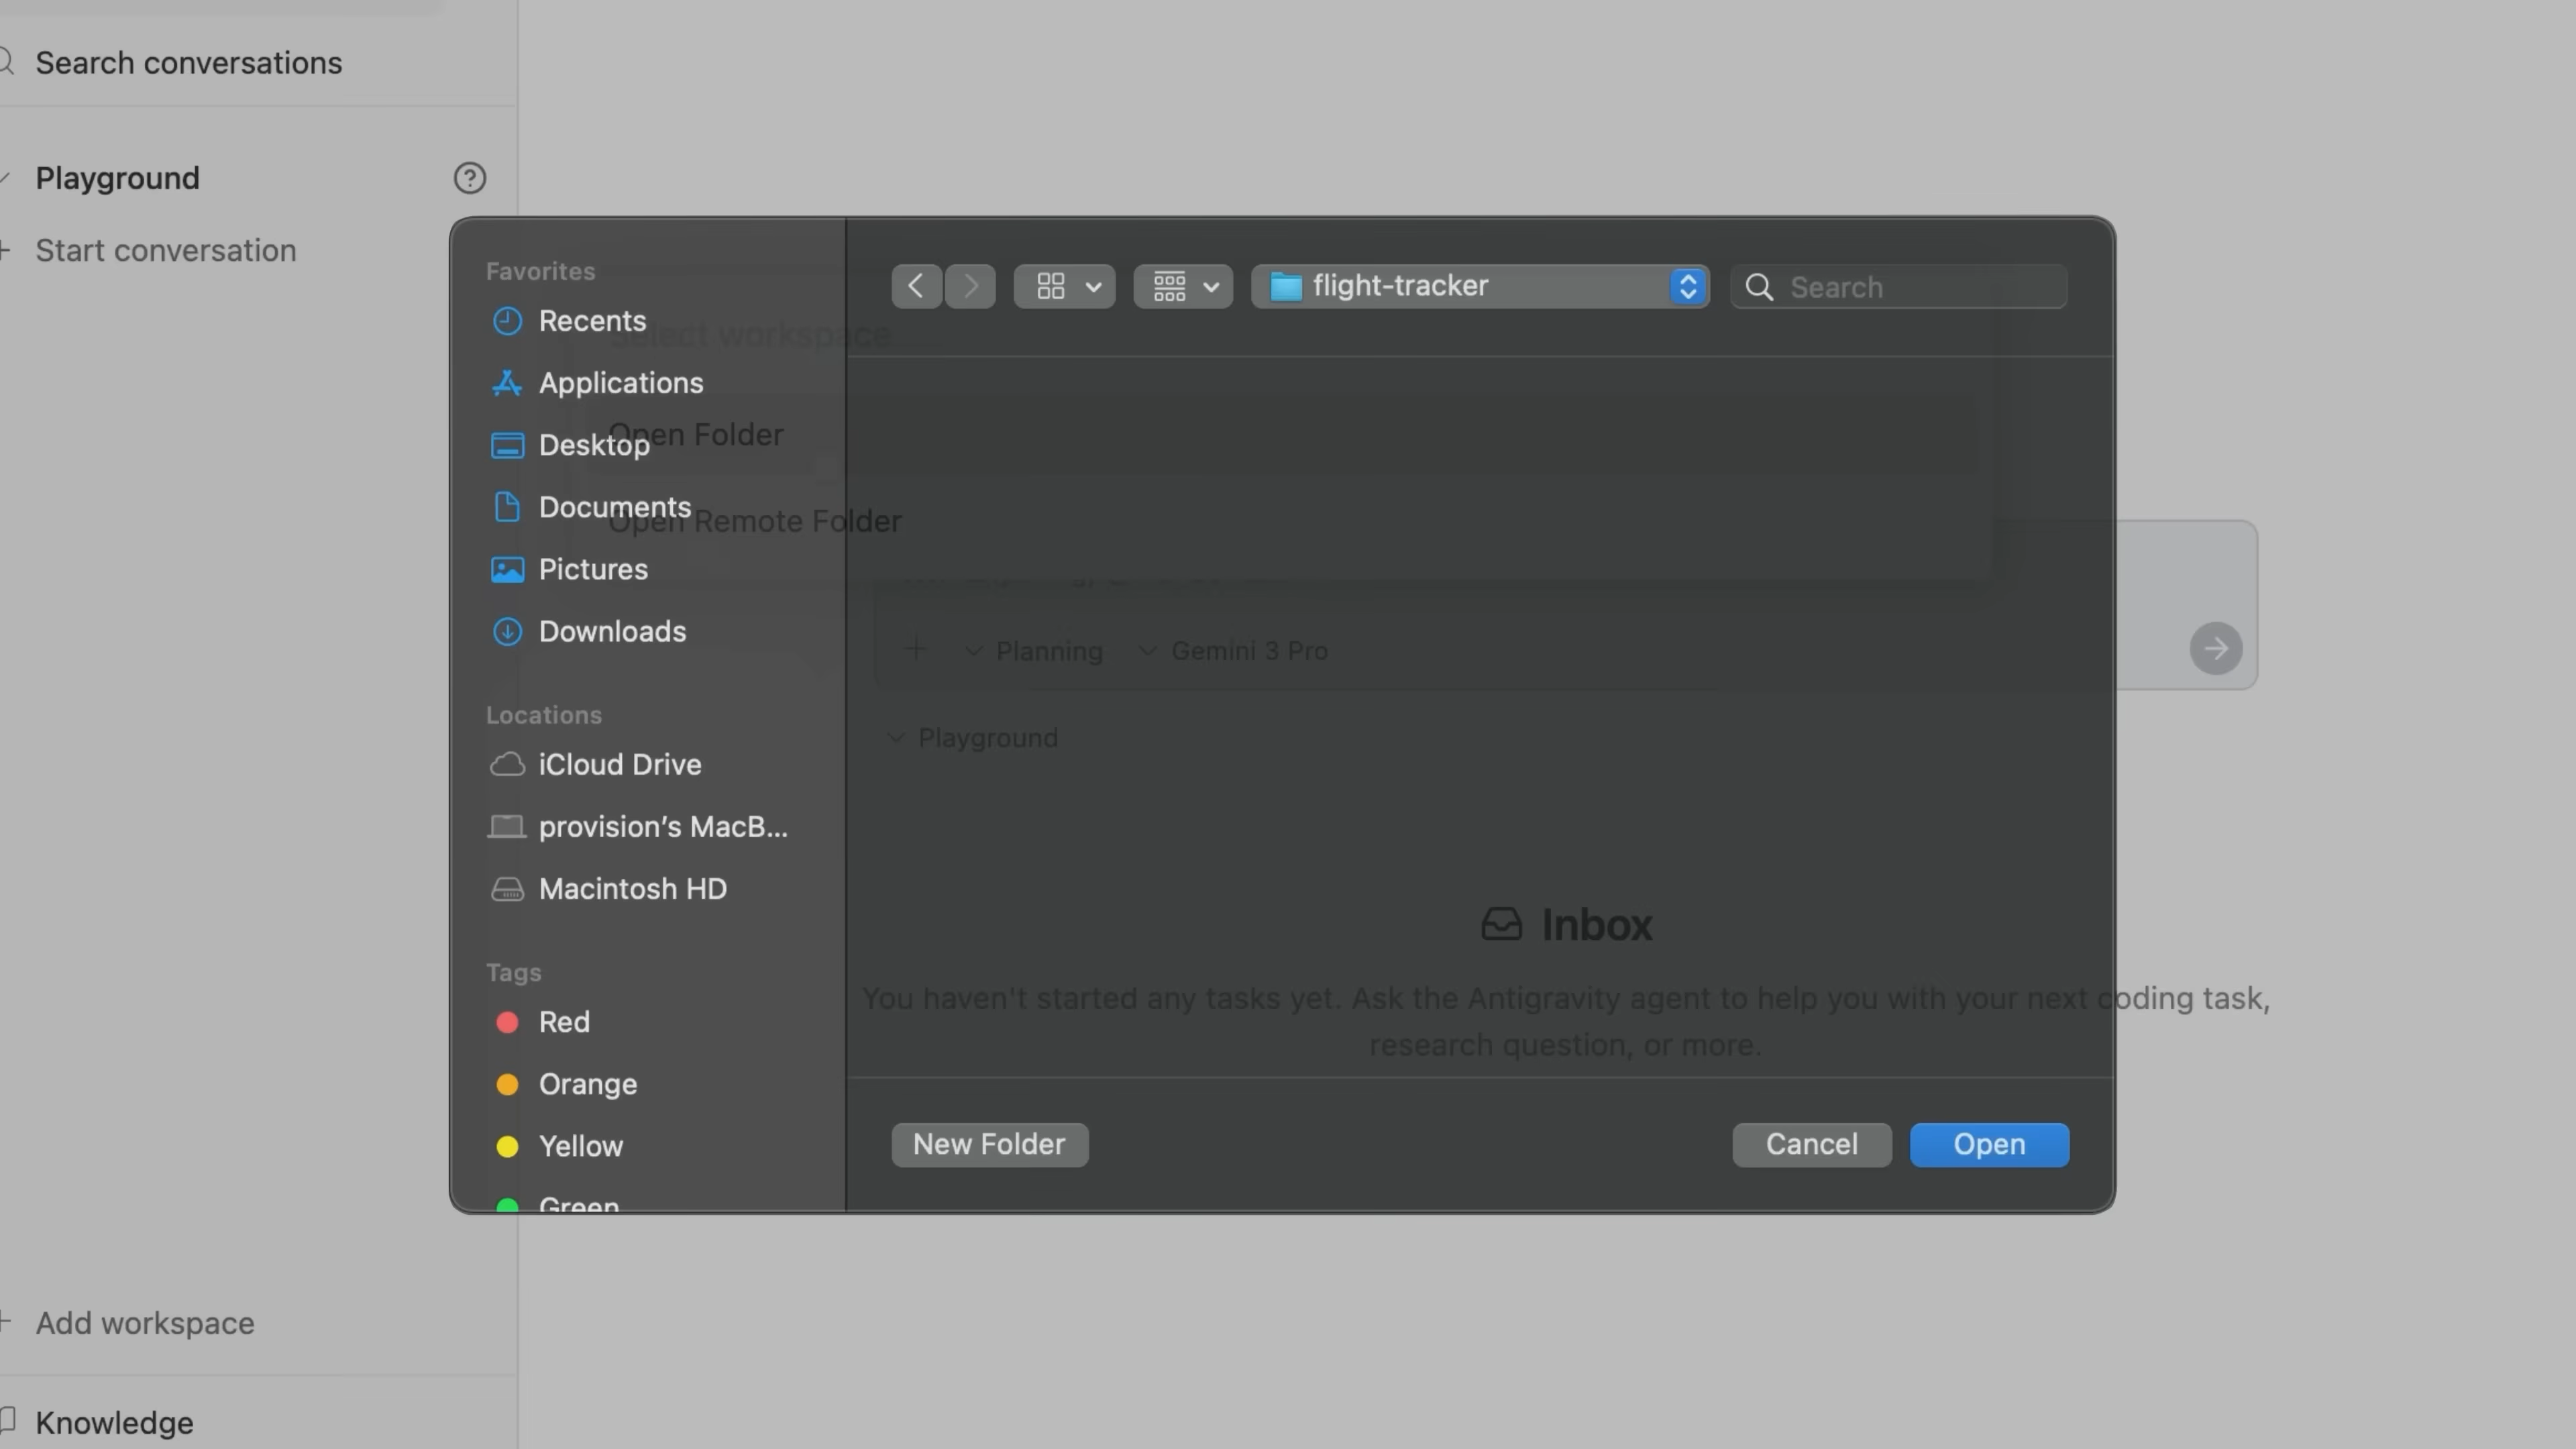 Search conversations
Playground
Start conversation
Add workspace
Knowledge
Favorites
Recents
Applications
Desktop
Documents
Pictures
Downloads
Locations
iCloud Drive
provision’s MacB...
Macintosh HD
Tags
Red
Orange
Yellow
Green
flight-tracker
Search
Select workspace
Open Folder
Open Remote Folder
Planning
Gemini 3 Pro
Playground
Inbox
You haven't started any tasks yet. Ask the Antigravity agent to help you with your next coding task,
research question, or more.
New Folder
Cancel
Open